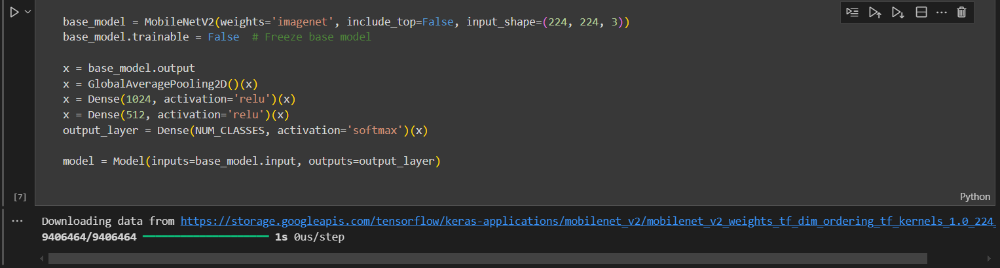 base_model = MobileNetV2(weights='imagenet', include_top=False, input_shape=(224, 224, 3))
base_model.trainable = False  # Freeze base model
x = base_model.output
x = GlobalAveragePooling2D()(x)
x = Dense(1024, activation='relu')(x)
x = Dense(512, activation='relu')(x)
output_layer = Dense(NUM_CLASSES, activation='softmax')(x)
model = Model(inputs=base_model.input, outputs=output_layer)
[7]
Python
Downloading data from https://storage.googleapis.com/tensorflow/keras-applications/mobilenet_v2/mobilenet_v2_weights_tf_dim_ordering_tf_kernels_1.0_224_
9406464/9406464 ━━━━━━━━━━━━━━━━━━━━ 1s 0us/step